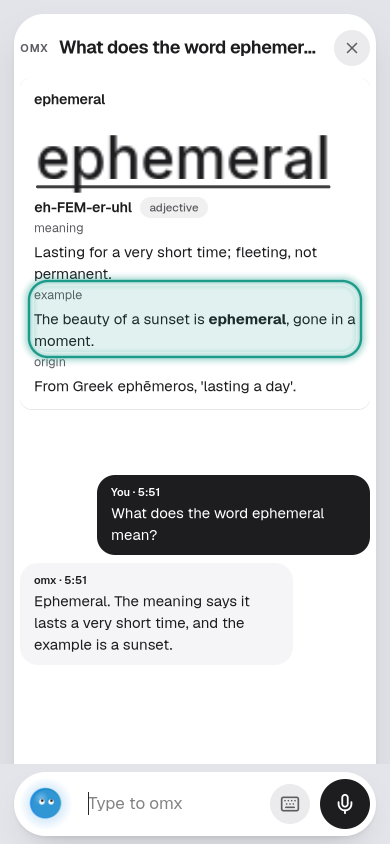 OMX What does the word ephemer...
ephemeral
ephemeral
eh-FEM-er-uhl adjective
meaning
Lasting for a very short time; fleeting, not
permanent.
example
The beauty of a sunset is ephemeral, gone in a
moment.
origin
From Greek ephēmeros, 'lasting a day'.
You · 5:51
What does the word ephemeral
mean?
omx · 5:51
Ephemeral. The meaning says it
lasts a very short time, and the
example is a sunset.
Type to omx